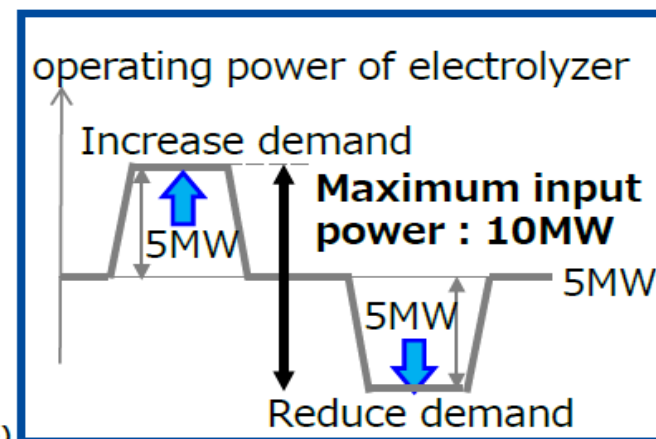 operating power of electrolyzer
Increase demand
Maximum input
power : 10MW
5MW
5MW
5MW
Reduce demand
)